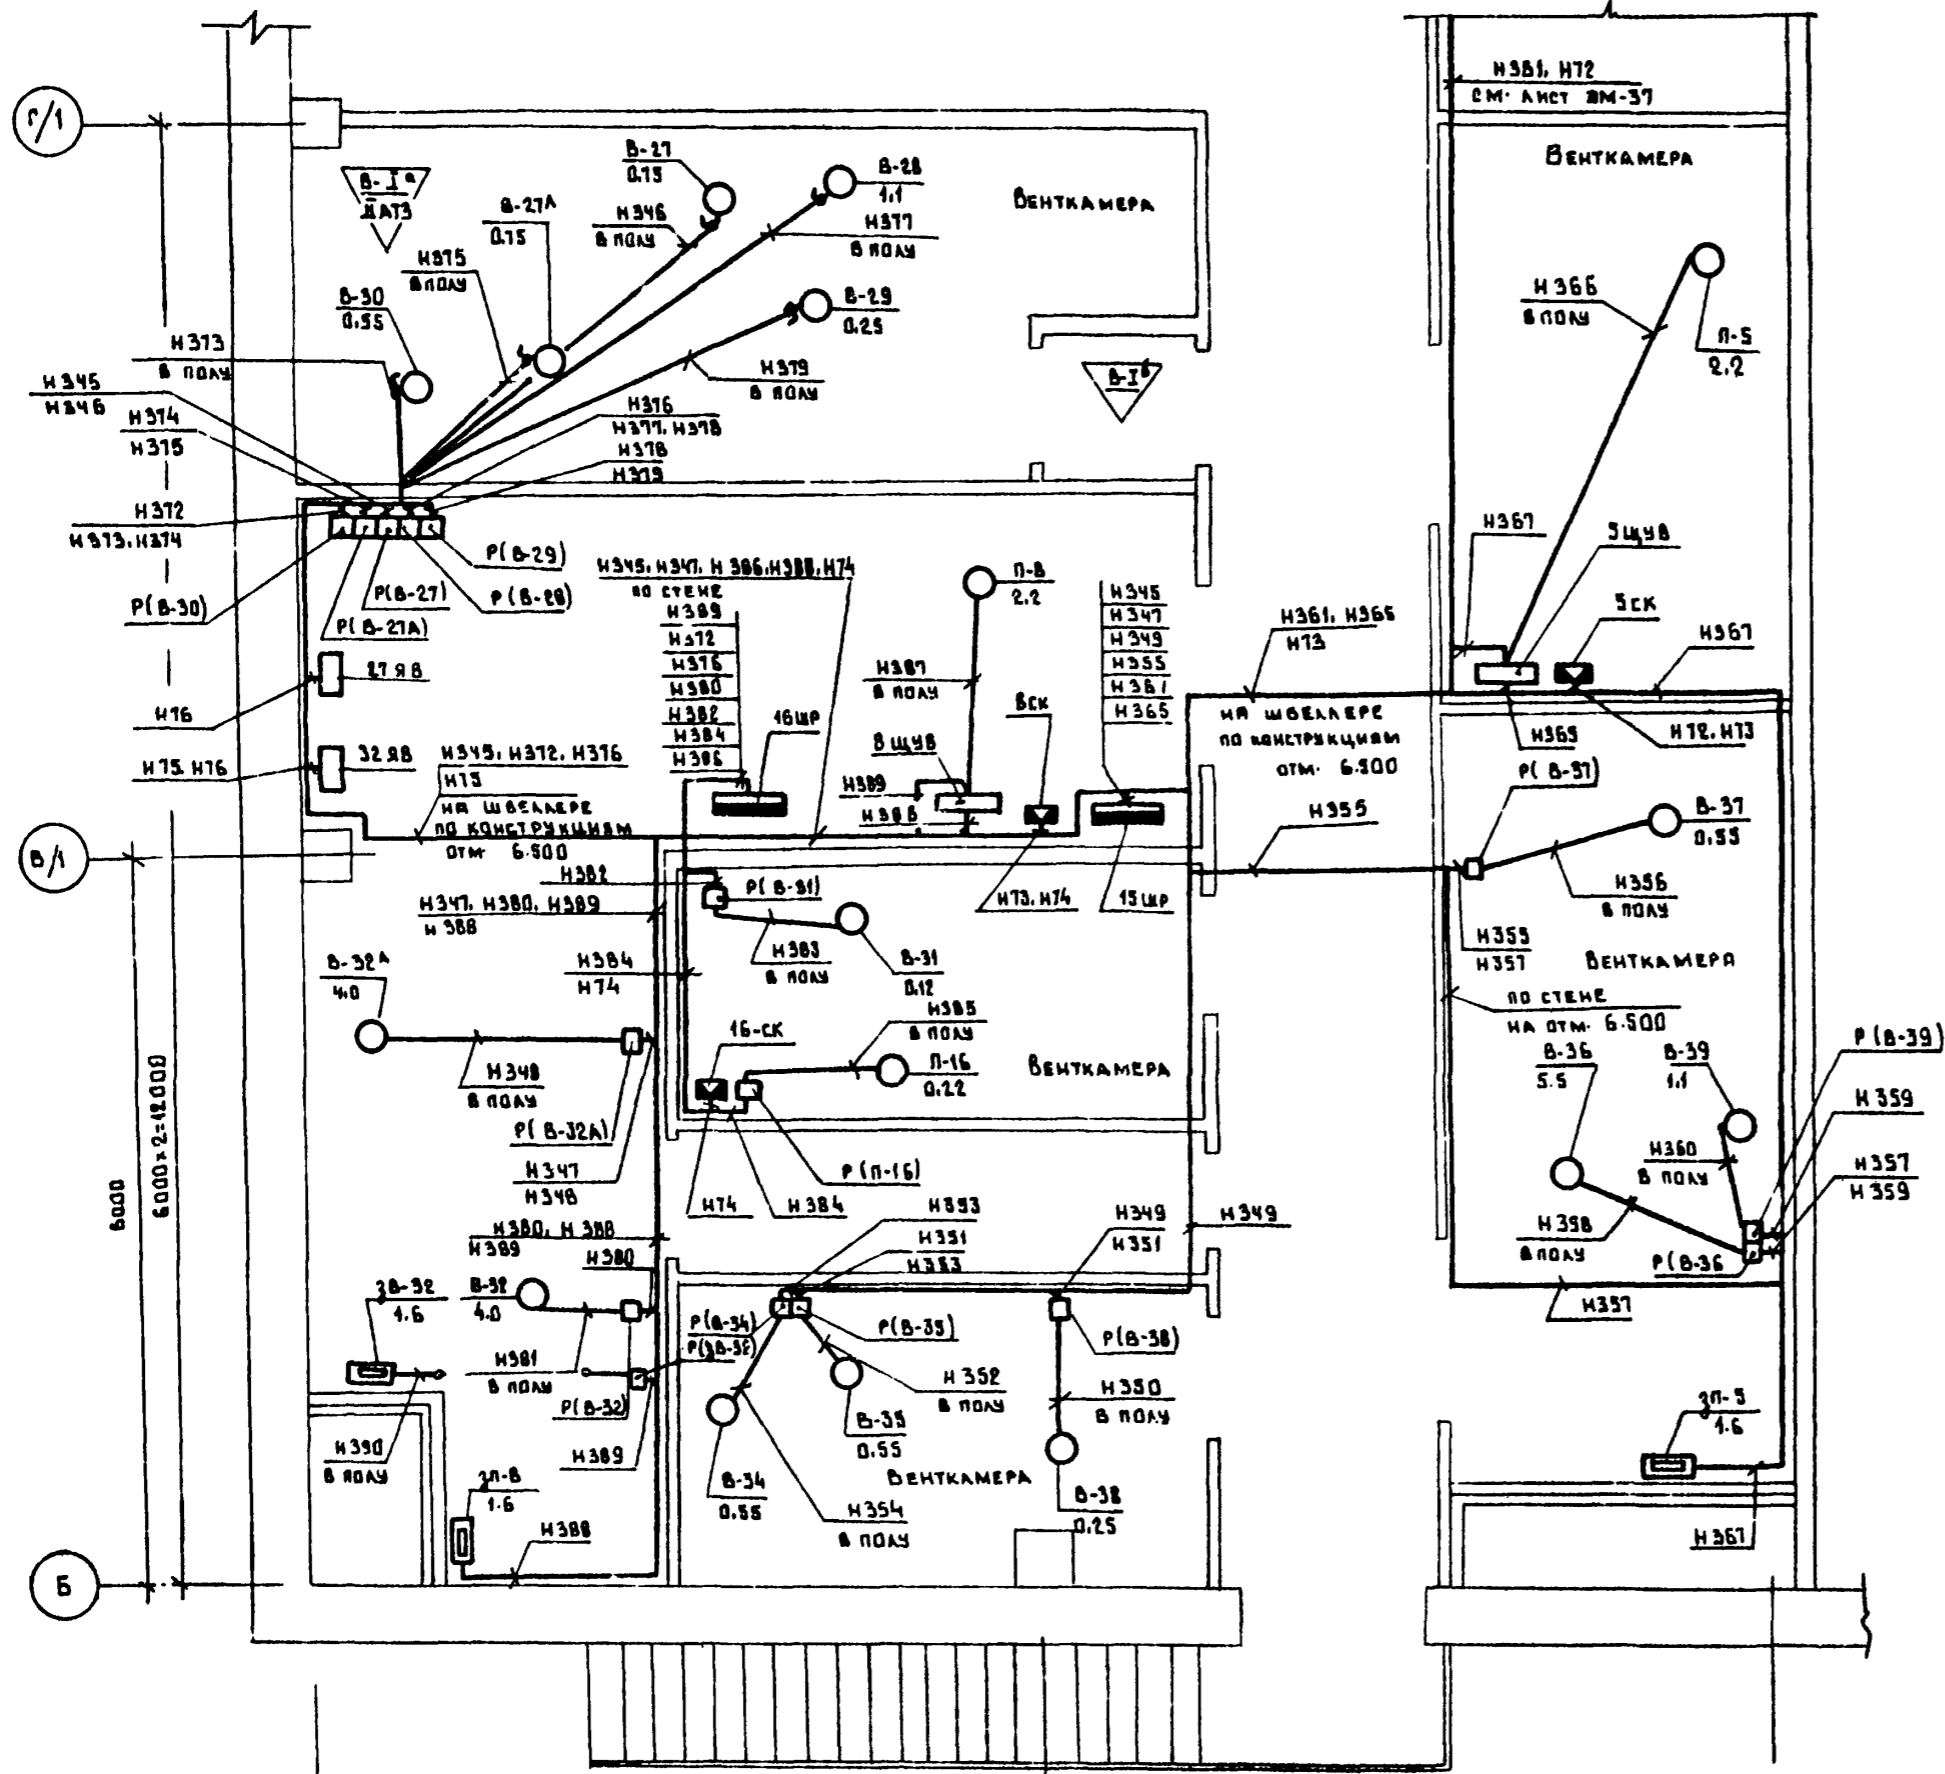 Г/1
В-Iа
IIАТ3
В-27
0.75
В-28
1.1
В-27А
0.75
Н346
В ПОЛУ
Н377
В ПОЛУ
ВЕНТКАМЕРА
Н381, Н72
СМ. ЛИСТ ЭМ-37
ВЕНТКАМЕРА
Н375
В ПОЛУ
В-30
0.55
В-29
0.25
Н366
В ПОЛУ
П-5
2.2
Н373
В ПОЛУ
Н379
В ПОЛУ
В-Iб
Н345
Н346
Н374
Н375
Н376
Н377, Н378
Н378
Н379
Н372
Н373, Н374
Р(В-29)
Р(В-27)
Р(В-28)
Р(В-30)
Р(В-27А)
Н345, Н347, Н386, Н388, Н74
ПО СТЕНЕ
Н389
Н372
Н376
Н380
Н382
Н384
Н386
16ШР
П-8
2.2
Н387
В ПОЛУ
8СК
8ЩУВ
Н389
Н388
Н345
Н347
Н349
Н355
Н361
Н365
Н361, Н365
Н73
НА ШВЕЛЛЕРЕ
ПО КОНСТРУКЦИЯМ
ОТМ. 6.500
Н367
5ЩУВ
5СК
Н367
Н365
Н72, Н73
27ЯВ
Н76
32ЯВ
Н75, Н76
Н345, Н372, Н376
Н75
НА ШВЕЛЛЕРЕ
ПО КОНСТРУКЦИЯМ
ОТМ. 6.500
В/1
Р(В-37)
В-37
0.55
Н355
Н356
В ПОЛУ
Н382
Р(В-31)
Н347, Н380, Н389
Н388
Н73, Н74
15ШР
Н383
В ПОЛУ
В-31
0.12
Н384
Н74
Н355
Н357
ВЕНТКАМЕРА
ПО СТЕНЕ
НА ОТМ. 6.500
В-32А
4.0
Н348
В ПОЛУ
16-СК
Н385
В ПОЛУ
П-16
0.22
ВЕНТКАМЕРА
Р(В-32А)
Н347
Н348
Р(П-16)
Н74
Н384
В-36
5.5
В-39
1.1
Р(В-39)
Н359
Н360
В ПОЛУ
Н357
Н359
Н358
В ПОЛУ
Р(В-36
Н357
6000
6000×2=12000
Н380, Н388
Н389
Н380
Н353
Н351
Н353
Н349
Н351
Н349
ЗВ-32
1.6
В-32
4.0
Р(В-34)
Р(ЗВ-32)
Р(В-35)
Р(В-38)
Н381
В ПОЛУ
Р(В-32)
Н352
В ПОЛУ
Н350
В ПОЛУ
Н390
В ПОЛУ
Н389
В-35
0.55
ВЕНТКАМЕРА
В-34
0.55
Н354
В ПОЛУ
В-38
0.25
ЗП-8
1.6
Н388
ЗП-5
1.6
Н367
Б